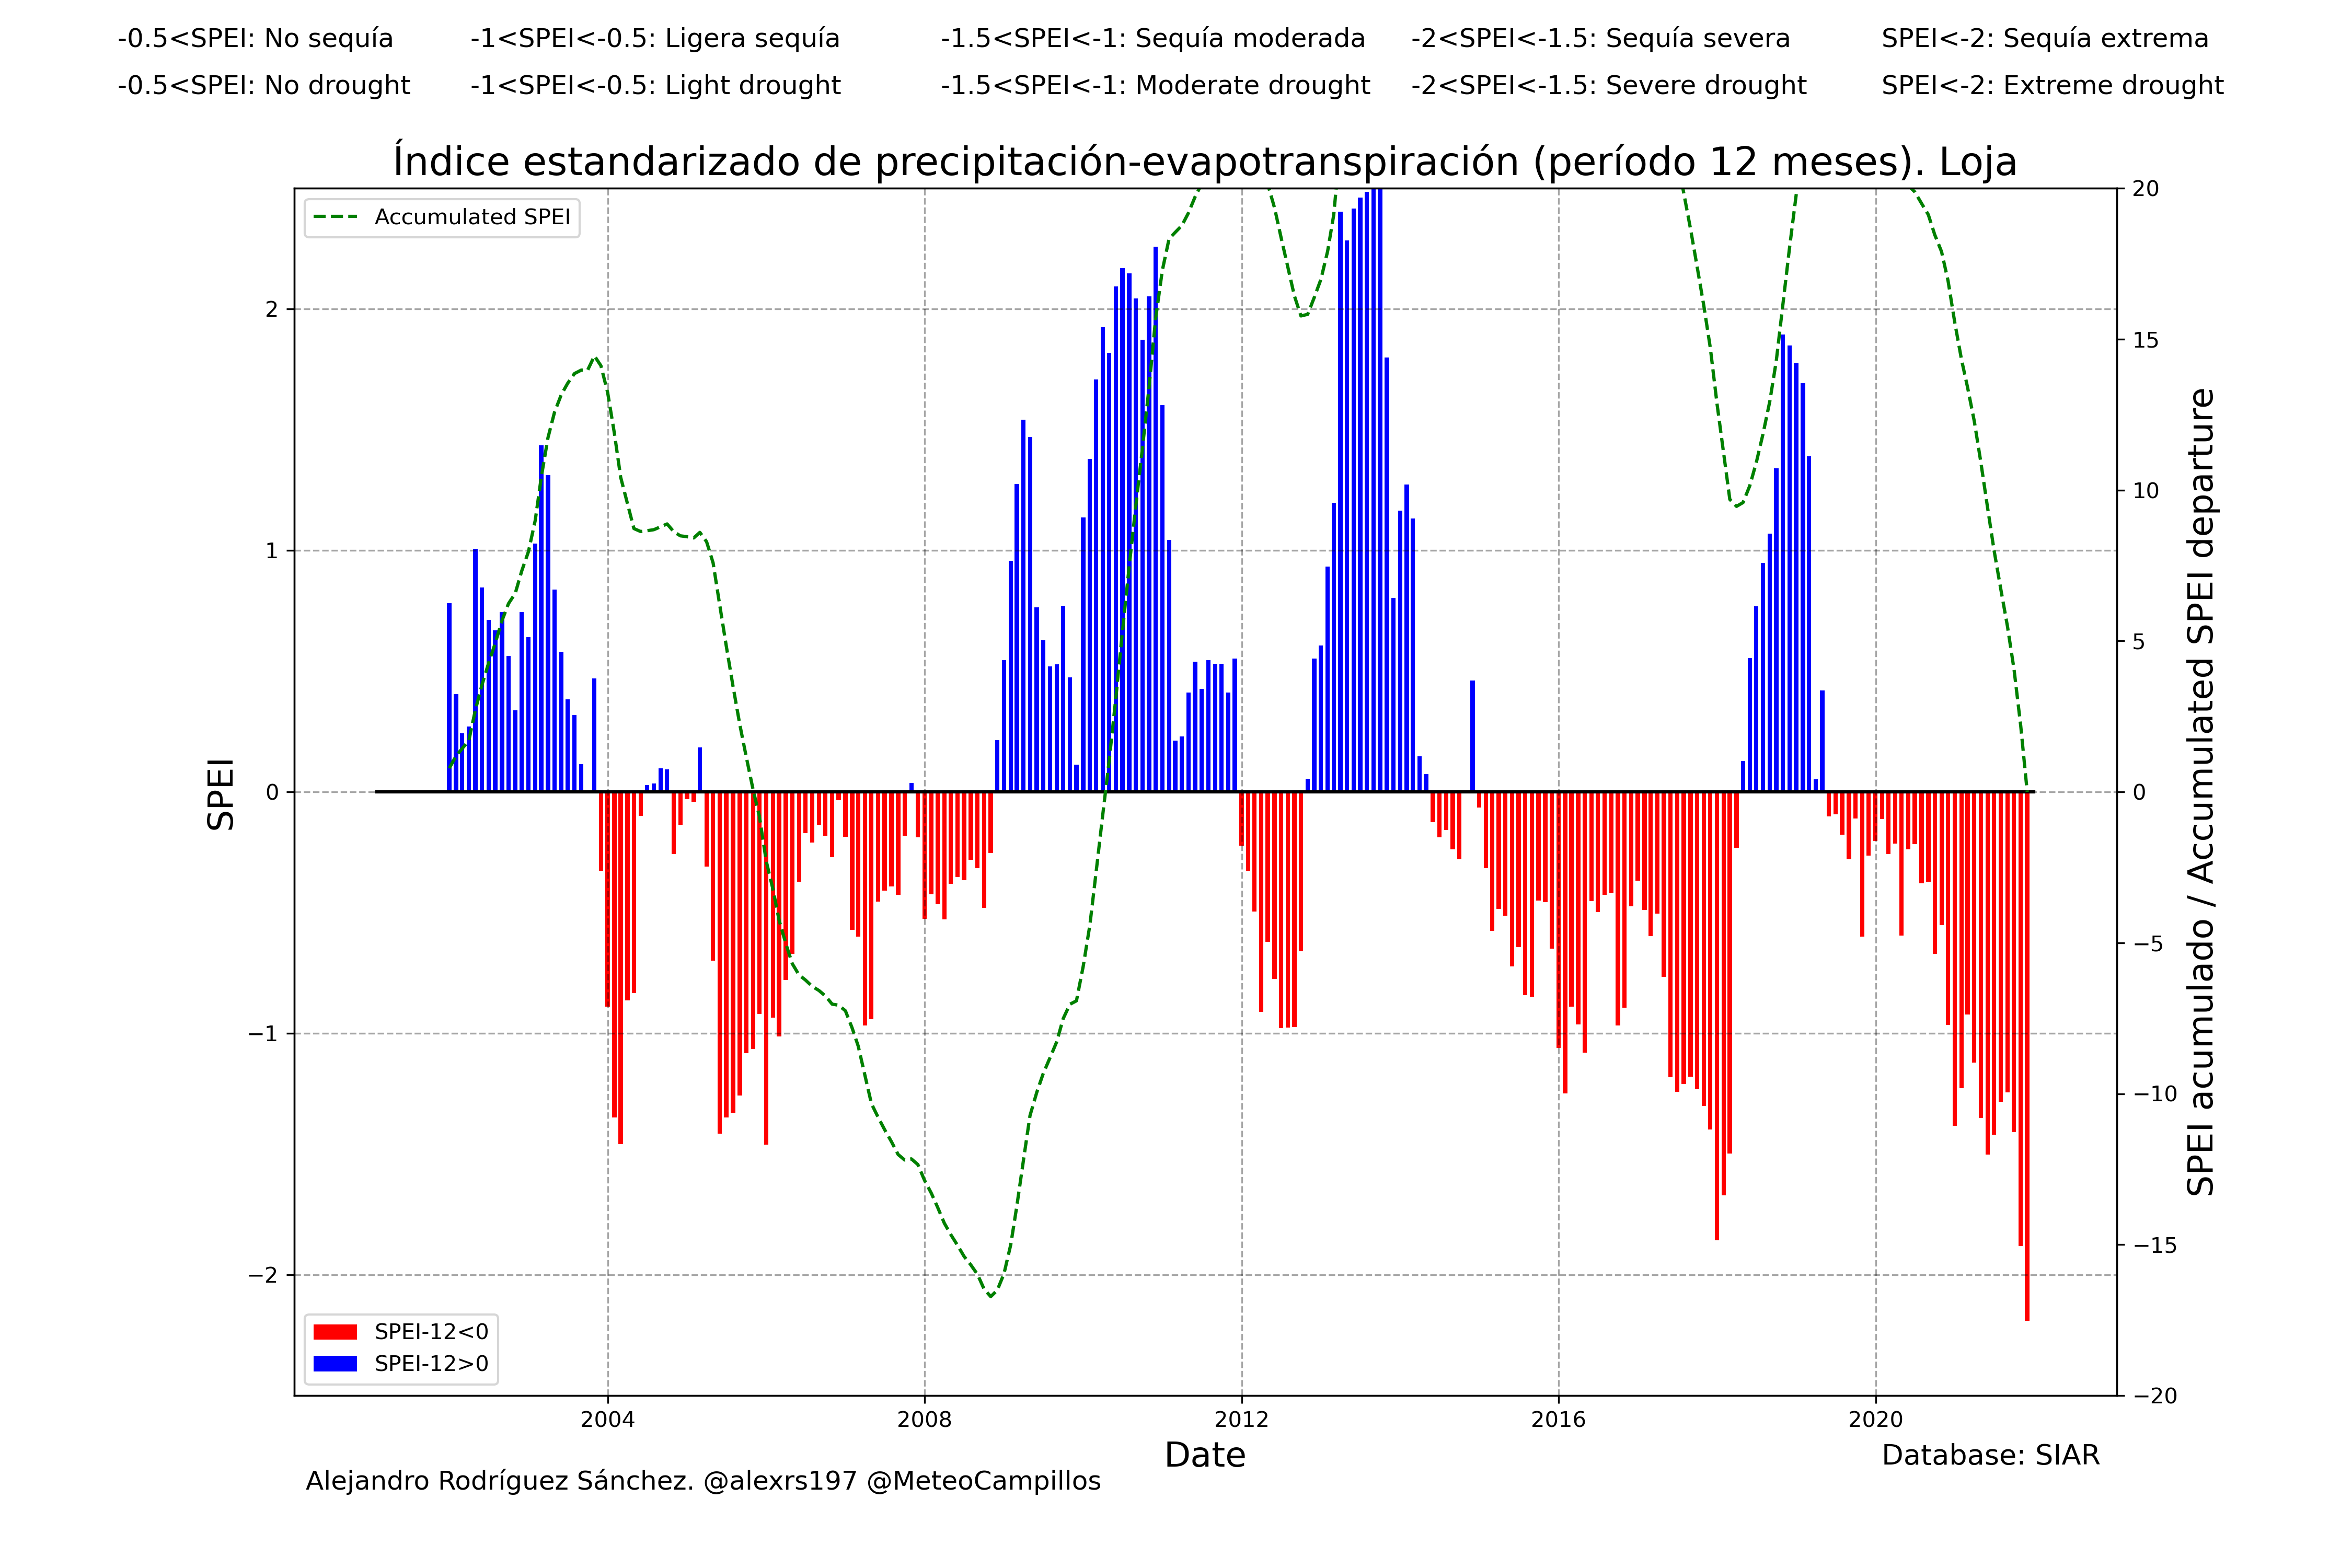 -0.5<SPEI: No sequía -1<SPEI<-0.5: Ligera sequía -1.5<SPEI<-1: Sequía moderada -2<SPEI<-1.5: Sequía severa SPEI<-2: Sequía extrema
-0.5<SPEI: No drought -1<SPEI<-0.5: Light drought -1.5<SPEI<-1: Moderate drought -2<SPEI<-1.5: Severe drought SPEI<-2: Extreme drought
Índice estandarizado de precipitación-evapotranspiración (período 12 meses). Loja
Accumulated SPEI
SPEI
2
1
0
−1
−2
20
15
10
5
0
−5
−10
−15
−20
SPEI acumulado / Accumulated SPEI departure
SPEI-12<0
SPEI-12>0
2004 2008 2012 2016 2020
Date
Database: SIAR
Alejandro Rodríguez Sánchez. @alexrs197 @MeteoCampillos